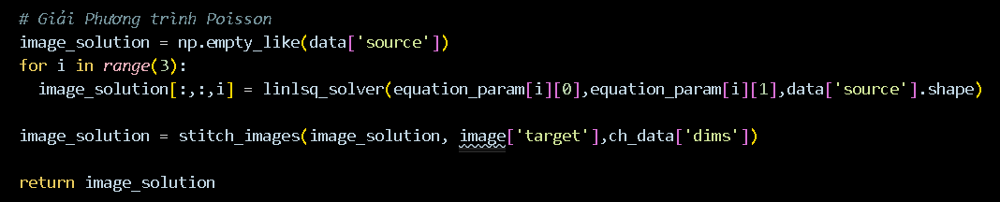 # Giải Phương trình Poisson
image_solution = np.empty_like(data['source'])
for i in range(3):
  image_solution[:,:,i] = linlsq_solver(equation_param[i][0],equation_param[i][1],data['source'].shape)
image_solution = stitch_images(image_solution, image['target'],ch_data['dims'])
return image_solution